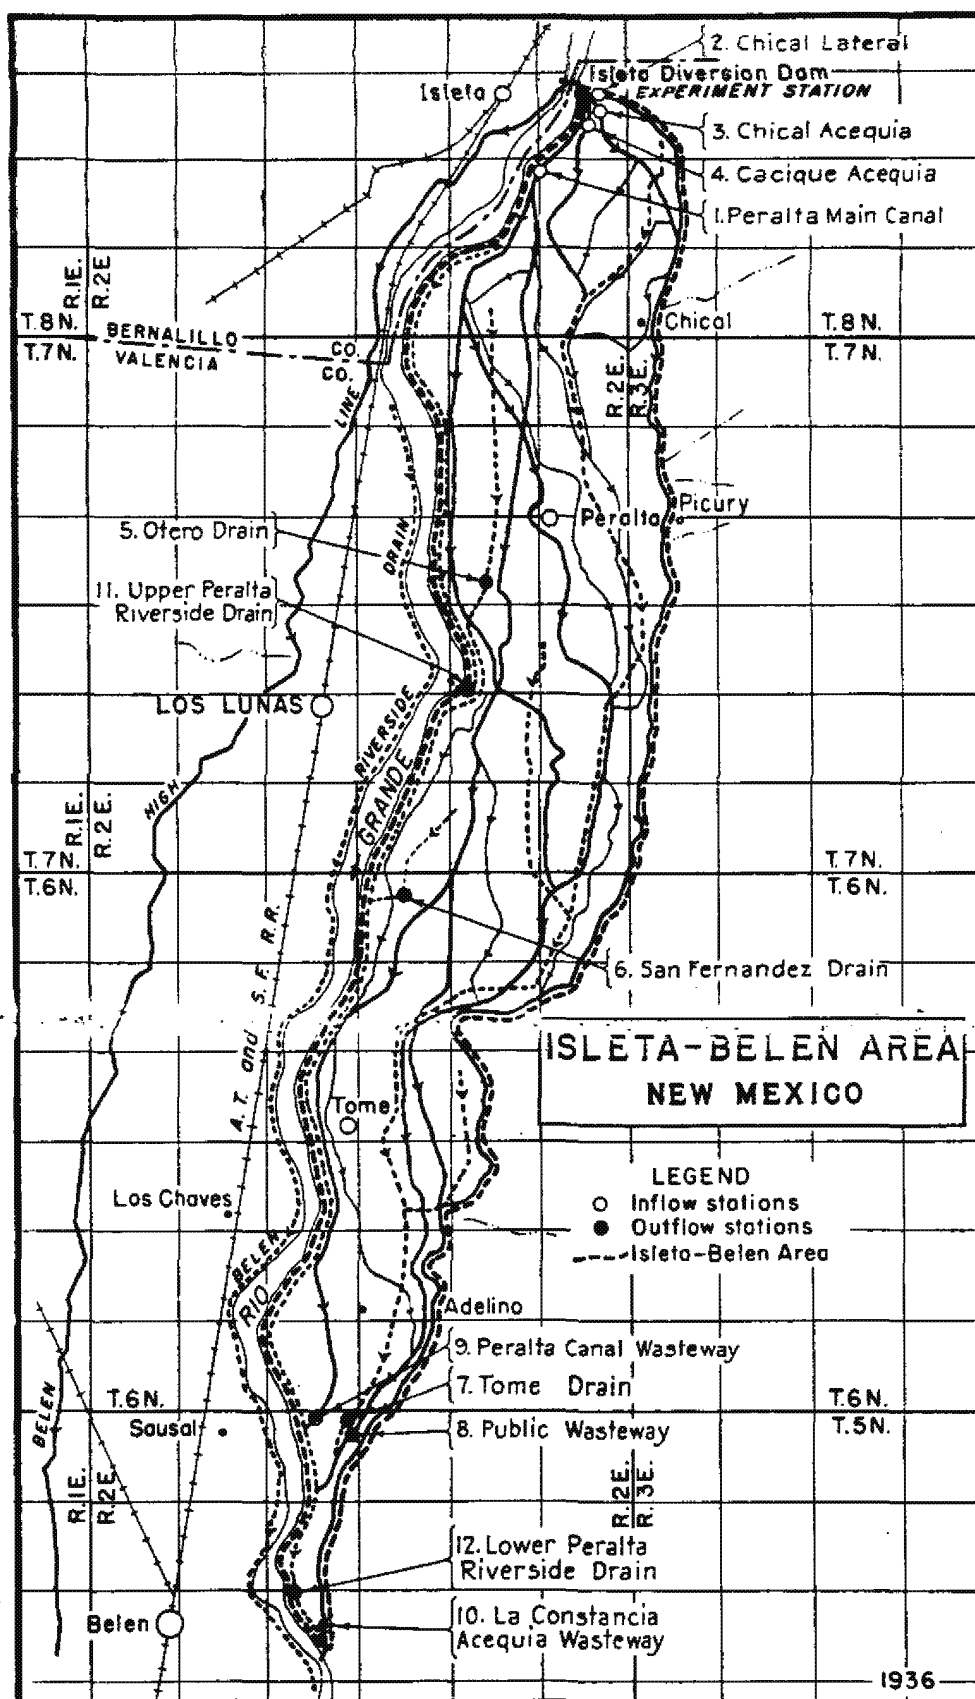 2. Chical Lateral
Isleta Diversion Dam
EXPERIMENT STATION
Isleta
3. Chical Acequia
4. Cacique Acequia
1. Peralta Main Canal
R.1E.
R.2E
T.8N.
T.7N.
BERNALILLO CO.
VALENCIA CO.
Chical
T.8N.
T.7N.
R.2E.
R.3E.
LINE
Picury
Peralta
5. Otero Drain
DRAIN
11. Upper Peralta
Riverside Drain
LOS LUNAS
RIVERSIDE
GRANDE
HIGH
R.1E.
R.2E.
T.7N.
T.6N.
T.7N.
T.6N.
A.T. and S.F. R.R.
6. San Fernandez Drain
ISLETA-BELEN AREA
NEW MEXICO
Tome
LEGEND
Inflow stations
Outflow stations
Isleta-Belen Area
Los Chaves
BELEN
RIO
Adelino
9. Peralta Canal Wasteway
7. Tome Drain
8. Public Wasteway
T.6N.
T.6N.
T.5N.
Sausal
BELEN
R.1E.
R.2E.
R.2E.
R.3E.
12. Lower Peralta
Riverside Drain
Belen
10. La Constancia
Acequia Wasteway
1936